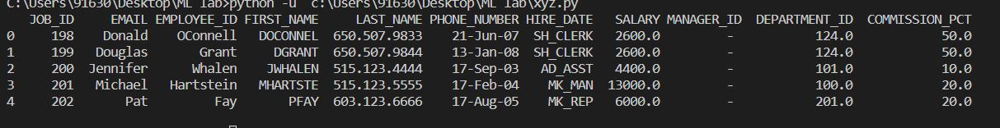 C:\Users\91630\Desktop\ML lab>python -u "c:\Users\91630\Desktop\ML lab\xyz.py"
JOB_ID EMAIL EMPLOYEE_ID FIRST_NAME LAST_NAME PHONE_NUMBER HIRE_DATE SALARY MANAGER_ID DEPARTMENT_ID COMMISSION_PCT
0 198 Donald OConnell DOCONNEL 650.507.9833 21-Jun-07 SH_CLERK 2600.0 - 124.0 50.0
1 199 Douglas Grant DGRANT 650.507.9844 13-Jan-08 SH_CLERK 2600.0 - 124.0 50.0
2 200 Jennifer Whalen JWHALEN 515.123.4444 17-Sep-03 AD_ASST 4400.0 - 101.0 10.0
3 201 Michael Hartstein MHARTSTE 515.123.5555 17-Feb-04 MK_MAN 13000.0 - 100.0 20.0
4 202 Pat Fay PFAY 603.123.6666 17-Aug-05 MK_REP 6000.0 - 201.0 20.0